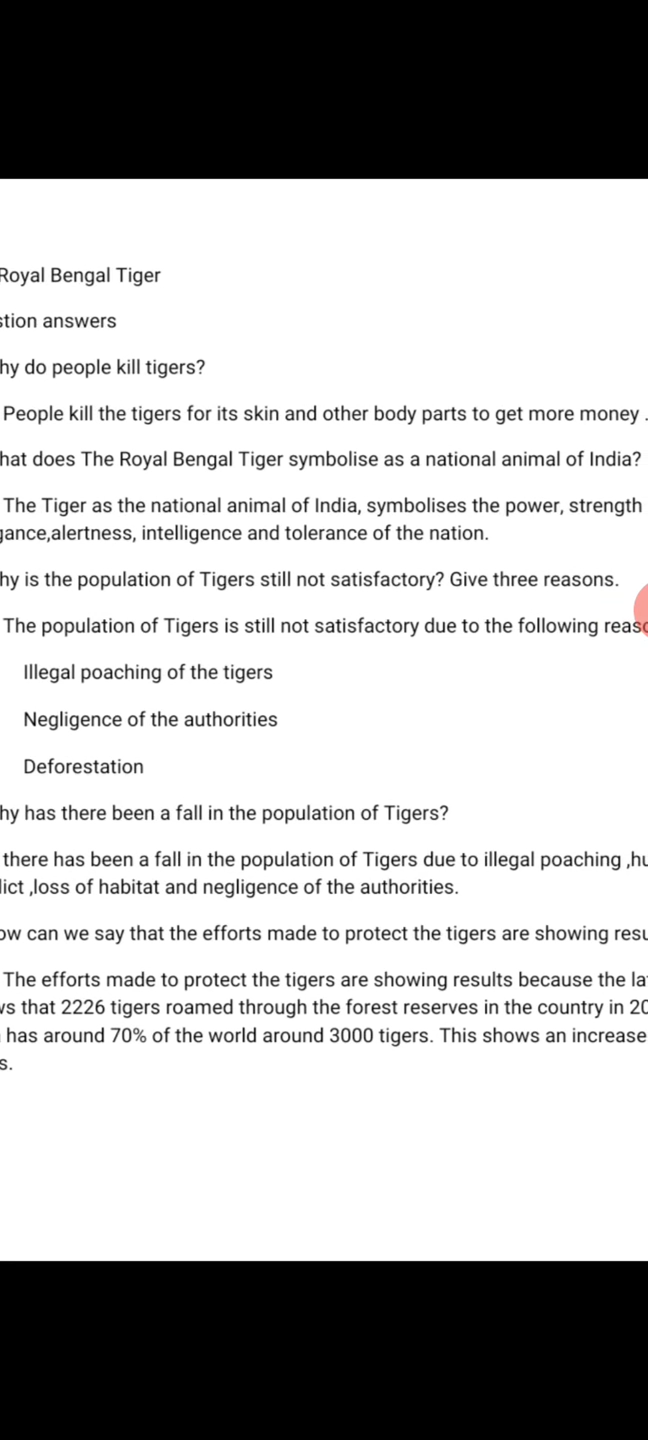 Royal Bengal Tiger
stion answers
hy do people kill tigers?
People kill the tigers for its skin and other body parts to get more money .
hat does The Royal Bengal Tiger symbolise as a national animal of India?
The Tiger as the national animal of India, symbolises the power, strength
gance,alertness, intelligence and tolerance of the nation.
hy is the population of Tigers still not satisfactory? Give three reasons.
The population of Tigers is still not satisfactory due to the following reaso
Illegal poaching of the tigers
Negligence of the authorities
Deforestation
hy has there been a fall in the population of Tigers?
there has been a fall in the population of Tigers due to illegal poaching ,hu
lict ,loss of habitat and negligence of the authorities.
ow can we say that the efforts made to protect the tigers are showing resu
The efforts made to protect the tigers are showing results because the la
ws that 2226 tigers roamed through the forest reserves in the country in 20
has around 70% of the world around 3000 tigers. This shows an increase
s.